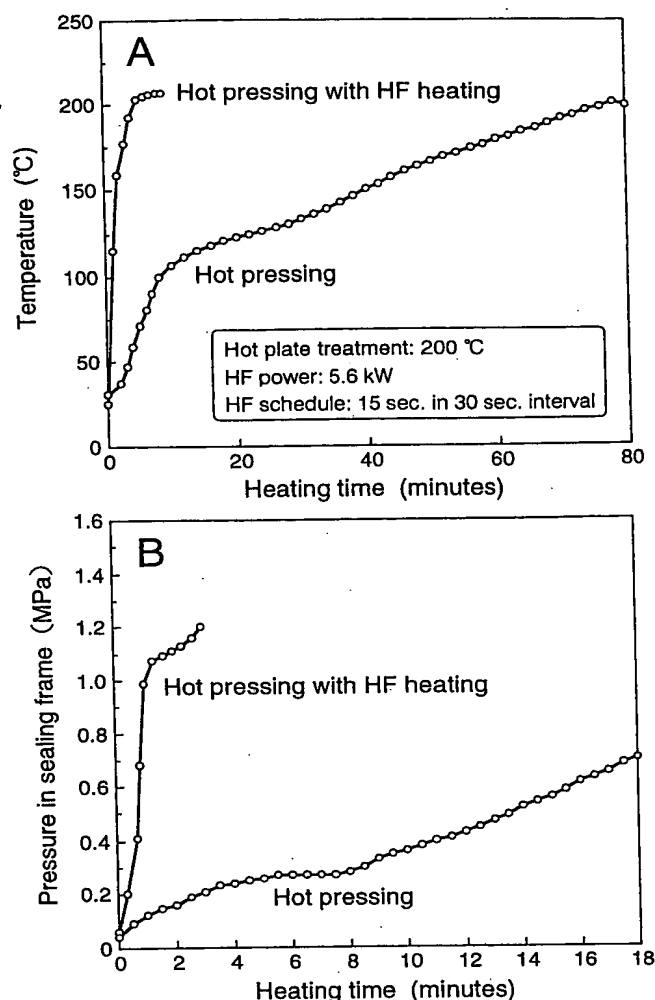 A
250
200
150
100
50
0
Temperature (℃)
Hot pressing with HF heating
Hot pressing
Hot plate treatment: 200 ℃
HF power: 5.6 kW
HF schedule: 15 sec. in 30 sec. interval
0 20 40 60 80
Heating time (minutes)
B
1.6
1.4
1.2
1.0
0.8
0.6
0.4
0.2
0
Pressure in sealing frame (MPa)
Hot pressing with HF heating
Hot pressing
0 2 4 6 8 10 12 14 16 18
Heating time (minutes)